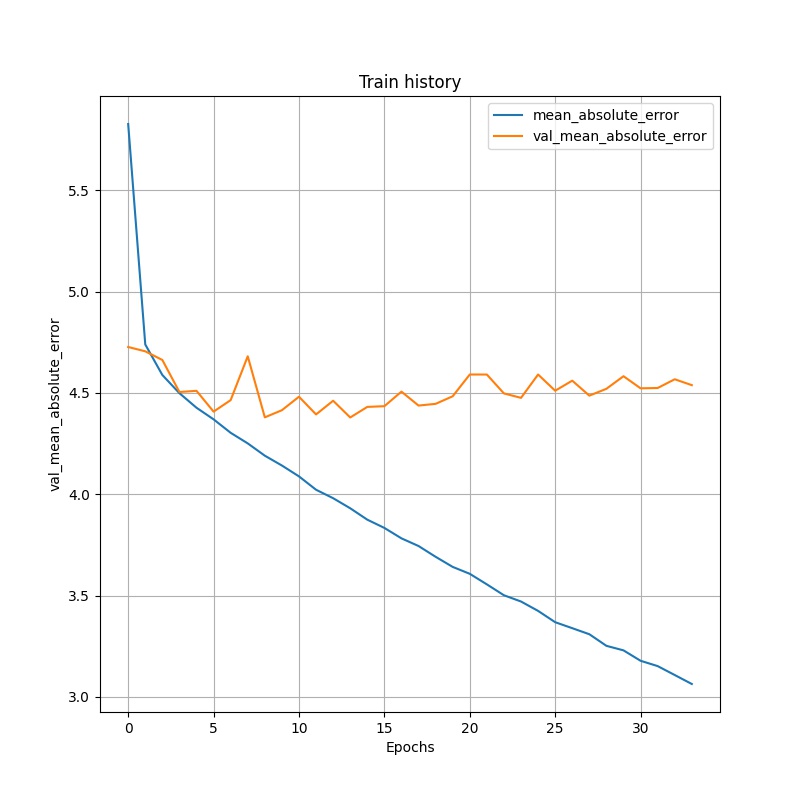 Train history
mean_absolute_error
val_mean_absolute_error
val_mean_absolute_error
5.5
5.0
4.5
4.0
3.5
3.0
0 5 10 15 20 25 30
Epochs